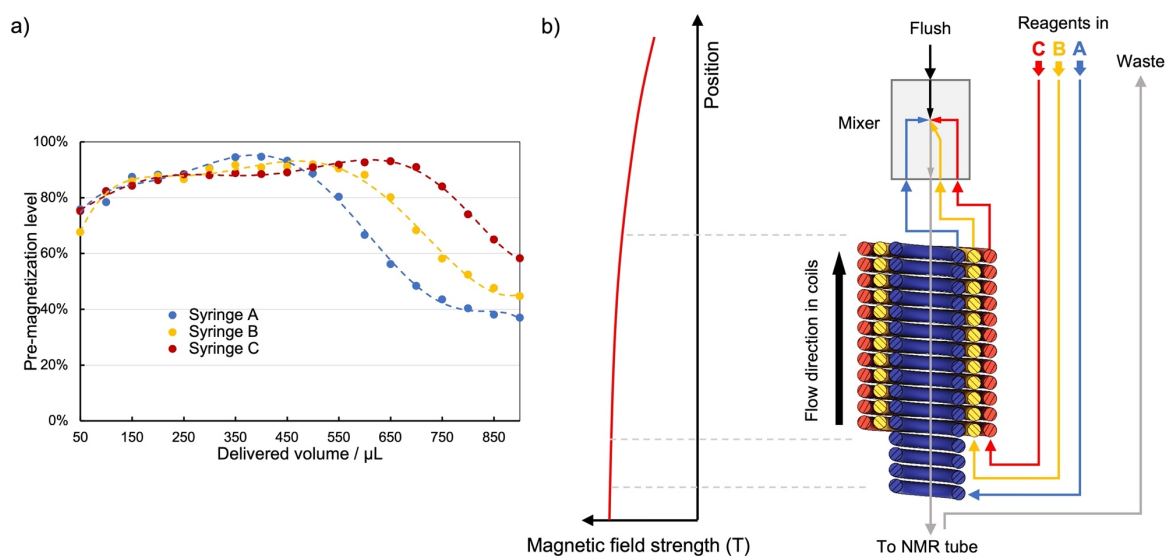 a)
Pre-magnetization level
100%
80%
60%
40%
20%
0%
Syringe A
Syringe B
Syringe C
50 150 250 350 450 550 650 750 850
Delivered volume / µL
b)
Position
Magnetic field strength (T)
Flush
Reagents in
C B A
Waste
Mixer
Flow direction in coils
To NMR tube